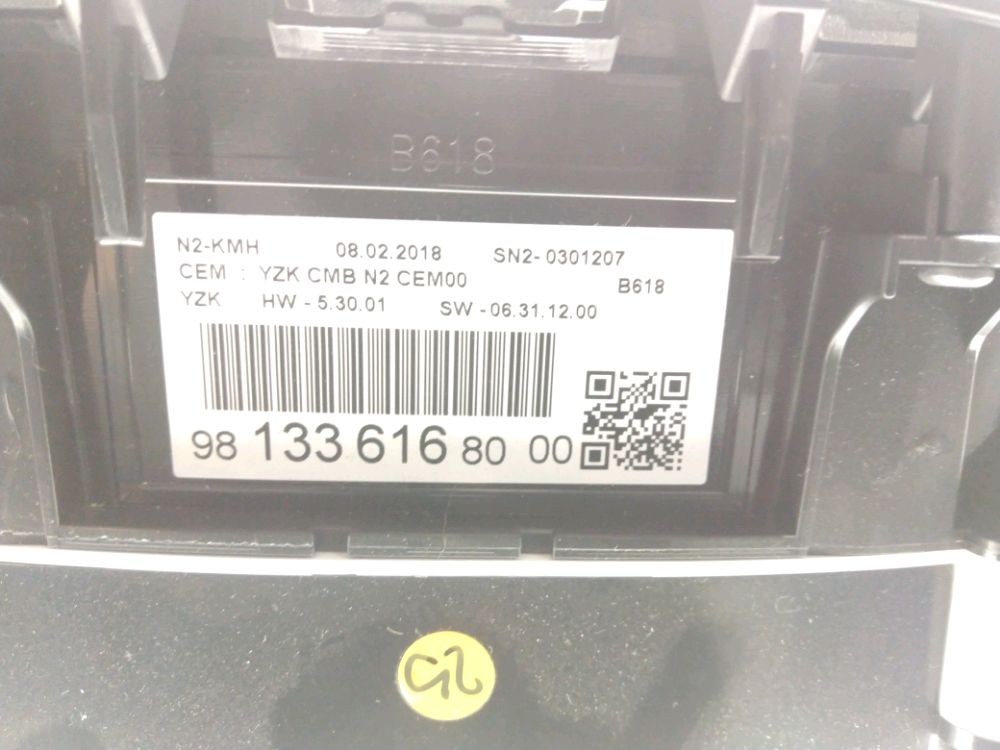 B618
N2-KMH 08.02.2018 SN2- 0301207
CEM : YZK CMB N2 CEM00 B618
YZK HW - 5.30.01 SW -06.31.12.00
98 133 616 80 00